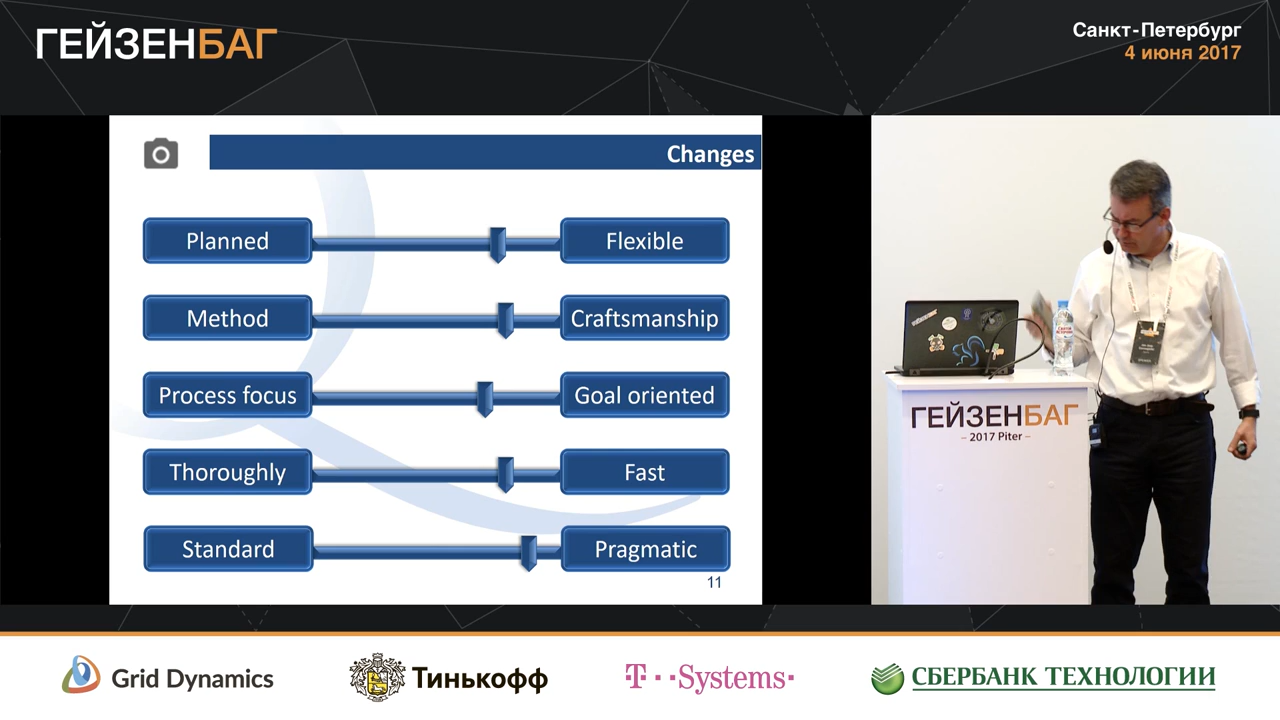 ГЕЙЗЕНБАГ
Санкт-Петербург
4 июня 2017
Changes
Planned
Flexible
Method
Craftsmanship
Process focus
Goal oriented
Thoroughly
Fast
Standard
Pragmatic
11
ГЕЙЗЕНБАГ
– 2017 Piter –
Grid Dynamics
Тинькофф
T··Systems·
СБЕРБАНК ТЕХНОЛОГИИ